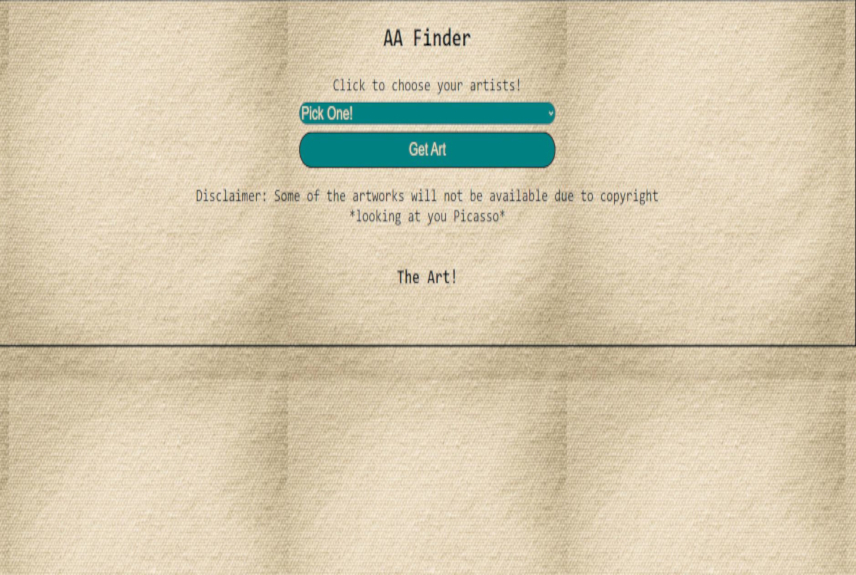 AA Finder
Click to choose your artists!
Pick One!
Get Art
Disclaimer: Some of the artworks will not be available due to copyright
*looking at you Picasso*
The Art!